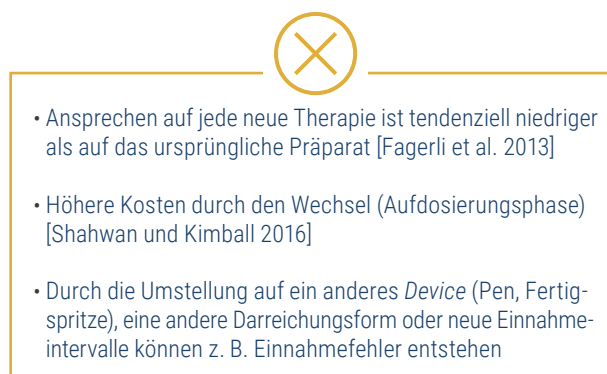 • Ansprechen auf jede neue Therapie ist tendenziell niedriger
als auf das ursprüngliche Präparat [Fagerli et al. 2013]
• Höhere Kosten durch den Wechsel (Aufdosierungsphase)
[Shahwan und Kimball 2016]
• Durch die Umstellung auf ein anderes Device (Pen, Fertig-
spritze), eine andere Darreichungsform oder neue Einnahme-
intervalle können z. B. Einnahmefehler entstehen